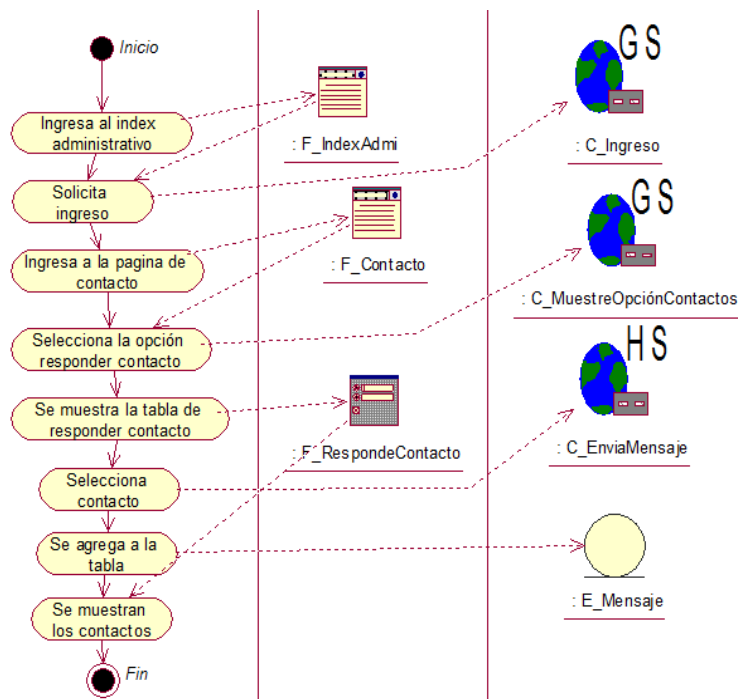 Inicio
Ingresa al index
administrativo
Solicita
ingreso
Ingresa a la pagina de
contacto
Selecciona la opción
responder contacto
Se muestra la tabla de
responder contacto
Selecciona
contacto
Se agrega a la
tabla
Se muestran
los contactos
Fin
: F_IndexAdmi
: F_Contacto
: F_RespondeContacto
GS
: C_Ingreso
GS
: C_MuestreOpciónContactos
HS
: C_EnviaMensaje
: E_Mensaje